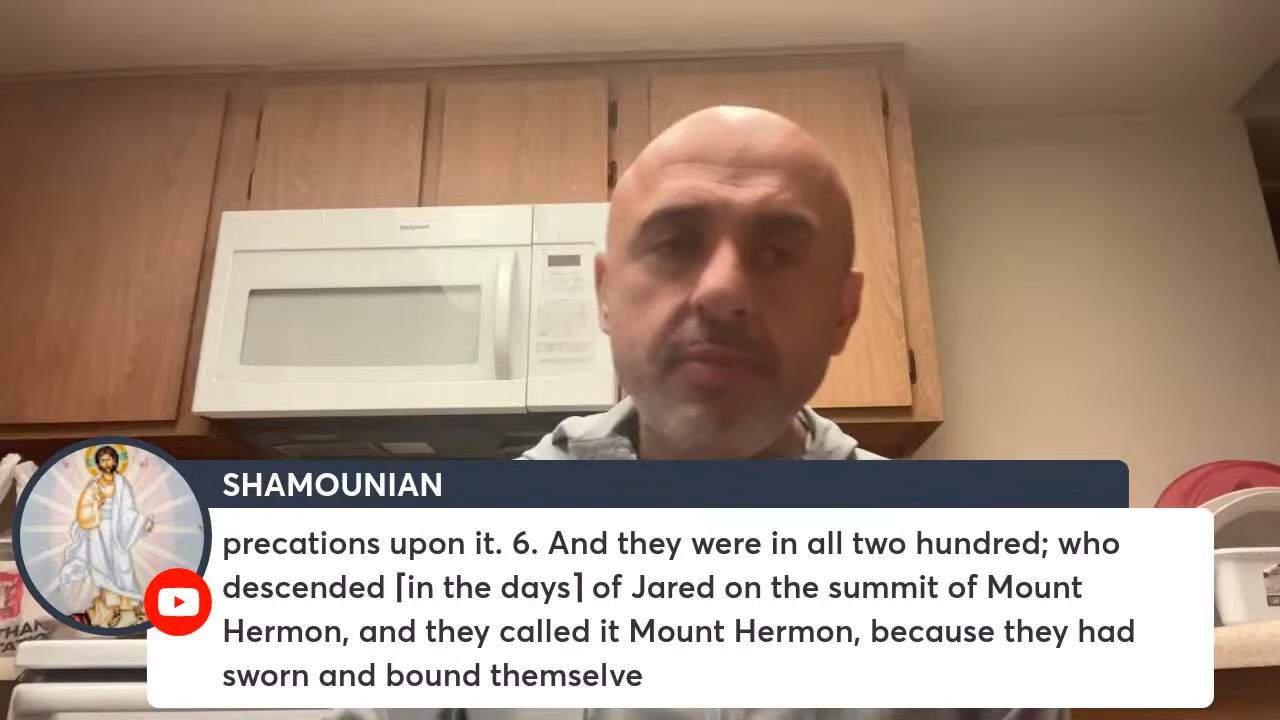 SHAMOUNIAN
precations upon it. 6. And they were in all two hundred; who
descended ⌈in the days⌉ of Jared on the summit of Mount
Hermon, and they called it Mount Hermon, because they had
sworn and bound themselve